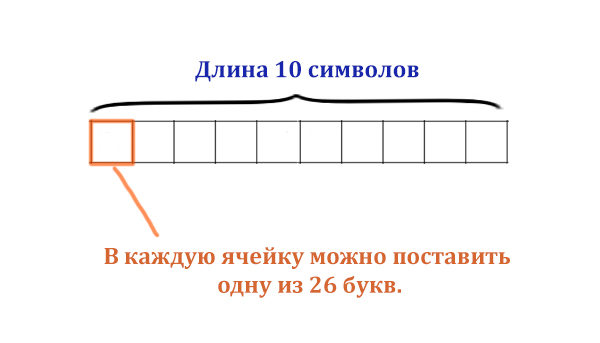 Длина 10 символов
В каждую ячейку можно поставить
одну из 26 букв.